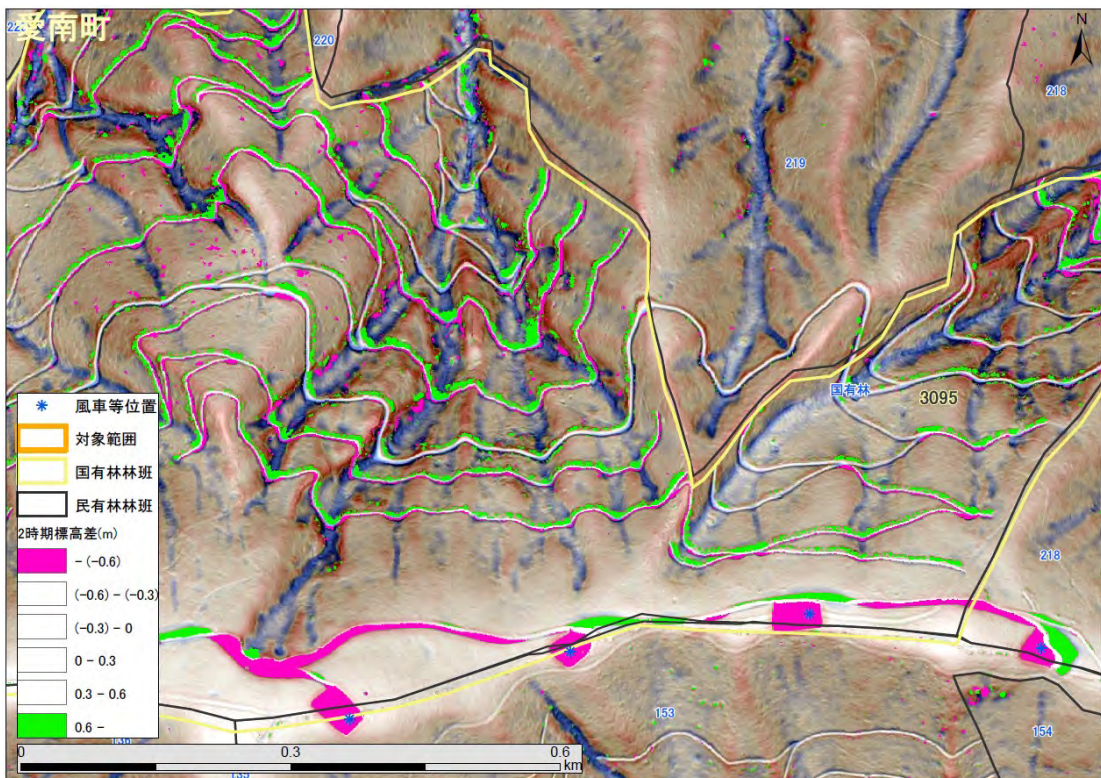 愛南町
220
N
218
219
国有林
3095
風車等位置
対象範囲
国有林林班
民有林林班
2時期標高差(m)
- (-0.6)
(-0.6) - (-0.3)
(-0.3) - 0
0 - 0.3
0.3 - 0.6
0.6 -
218
153
154
0
0.3
0.6
km